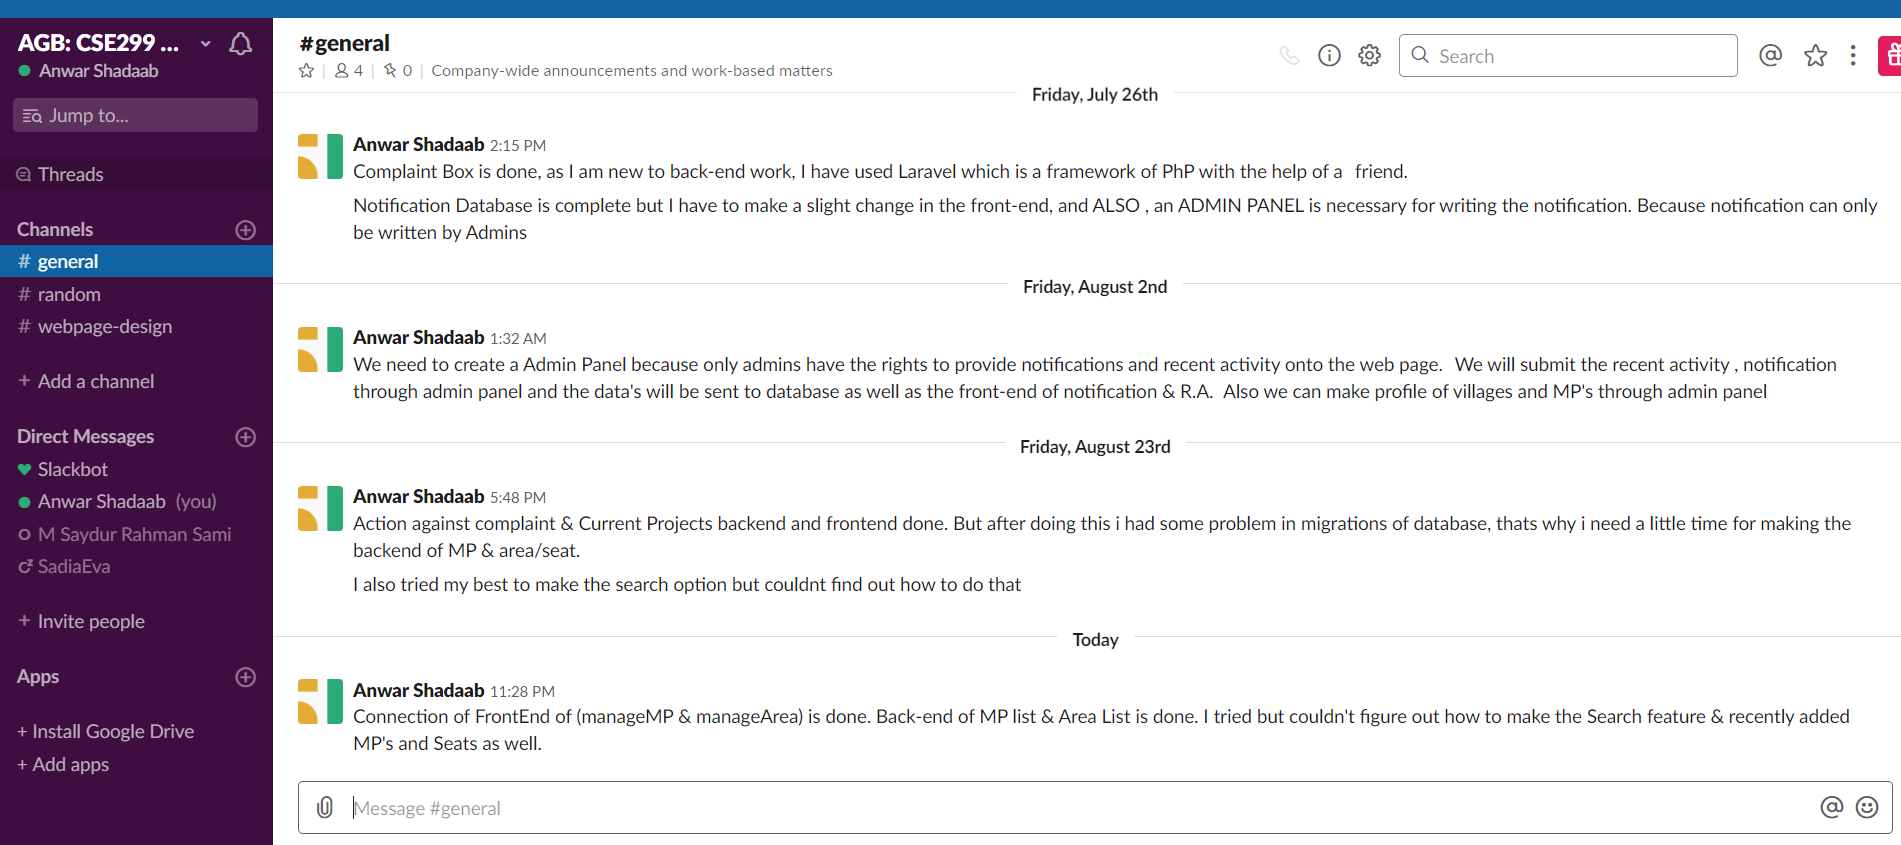 AGB: CSE299 ...
Anwar Shadaab
Jump to...
Threads
Channels
# general
# random
# webpage-design
+ Add a channel
Direct Messages
Slackbot
Anwar Shadaab (you)
M Saydur Rahman Sami
SadiaEva
+ Invite people
Apps
+ Install Google Drive
+ Add apps
#general
4 | 0 | Company-wide announcements and work-based matters
Search
Friday, July 26th
Anwar Shadaab 2:15 PM
Complaint Box is done, as I am new to back-end work, I have used Laravel which is a framework of PhP with the help of a friend.
Notification Database is complete but I have to make a slight change in the front-end, and ALSO , an ADMIN PANEL is necessary for writing the notification. Because notification can only
be written by Admins
Friday, August 2nd
Anwar Shadaab 1:32 AM
We need to create a Admin Panel because only admins have the rights to provide notifications and recent activity onto the web page. We will submit the recent activity , notification
through admin panel and the data's will be sent to database as well as the front-end of notification & R.A. Also we can make profile of villages and MP's through admin panel
Friday, August 23rd
Anwar Shadaab 5:48 PM
Action against complaint & Current Projects backend and frontend done. But after doing this i had some problem in migrations of database, thats why i need a little time for making the
backend of MP & area/seat.
I also tried my best to make the search option but couldnt find out how to do that
Today
Anwar Shadaab 11:28 PM
Connection of FrontEnd of (manageMP & manageArea) is done. Back-end of MP list & Area List is done. I tried but couldn't figure out how to make the Search feature & recently added
MP's and Seats as well.
Message #general